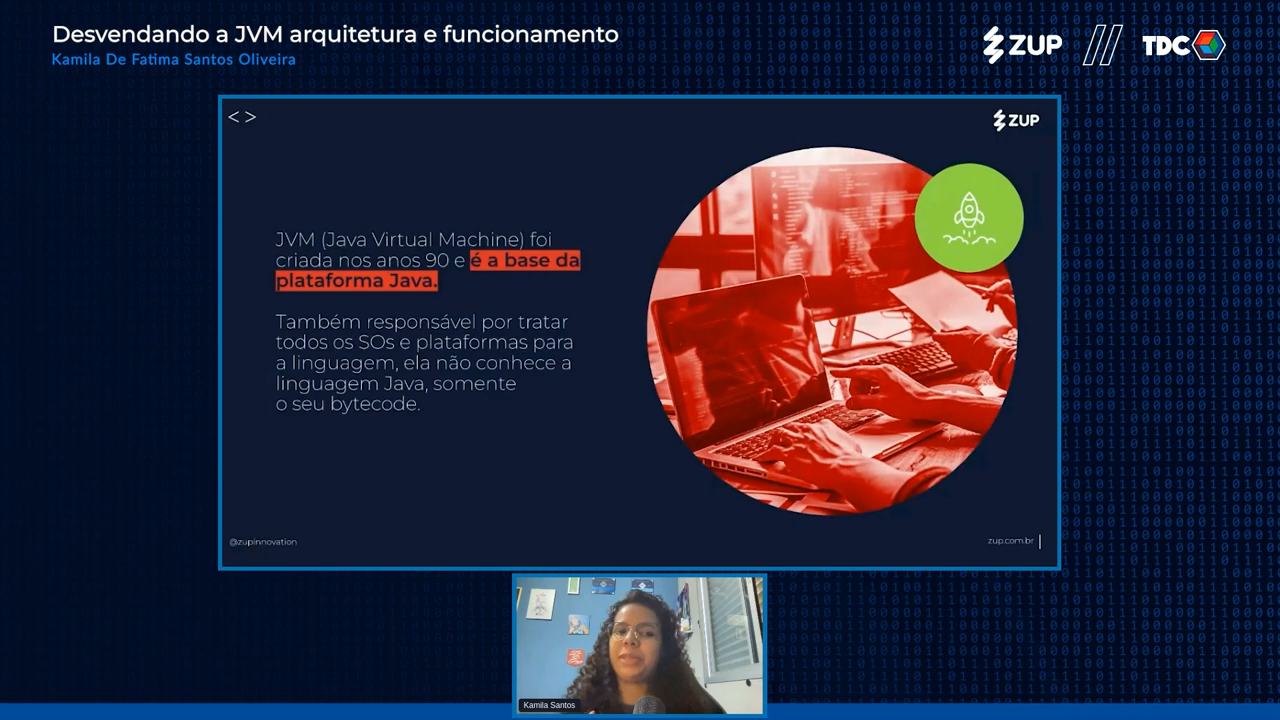 Desvendando a JVM arquitetura e funcionamento
Kamila De Fatima Santos Oliveira
ZUP
TDC
< >
ZUP
JVM (Java Virtual Machine) foi
criada nos anos 90 e é a base da
plataforma Java.
Também responsável por tratar
todos os SOs e plataformas para
a linguagem, ela não conhece a
linguagem Java, somente
o seu bytecode.
@zupinnovation
zup.com.br
Kamila Santos